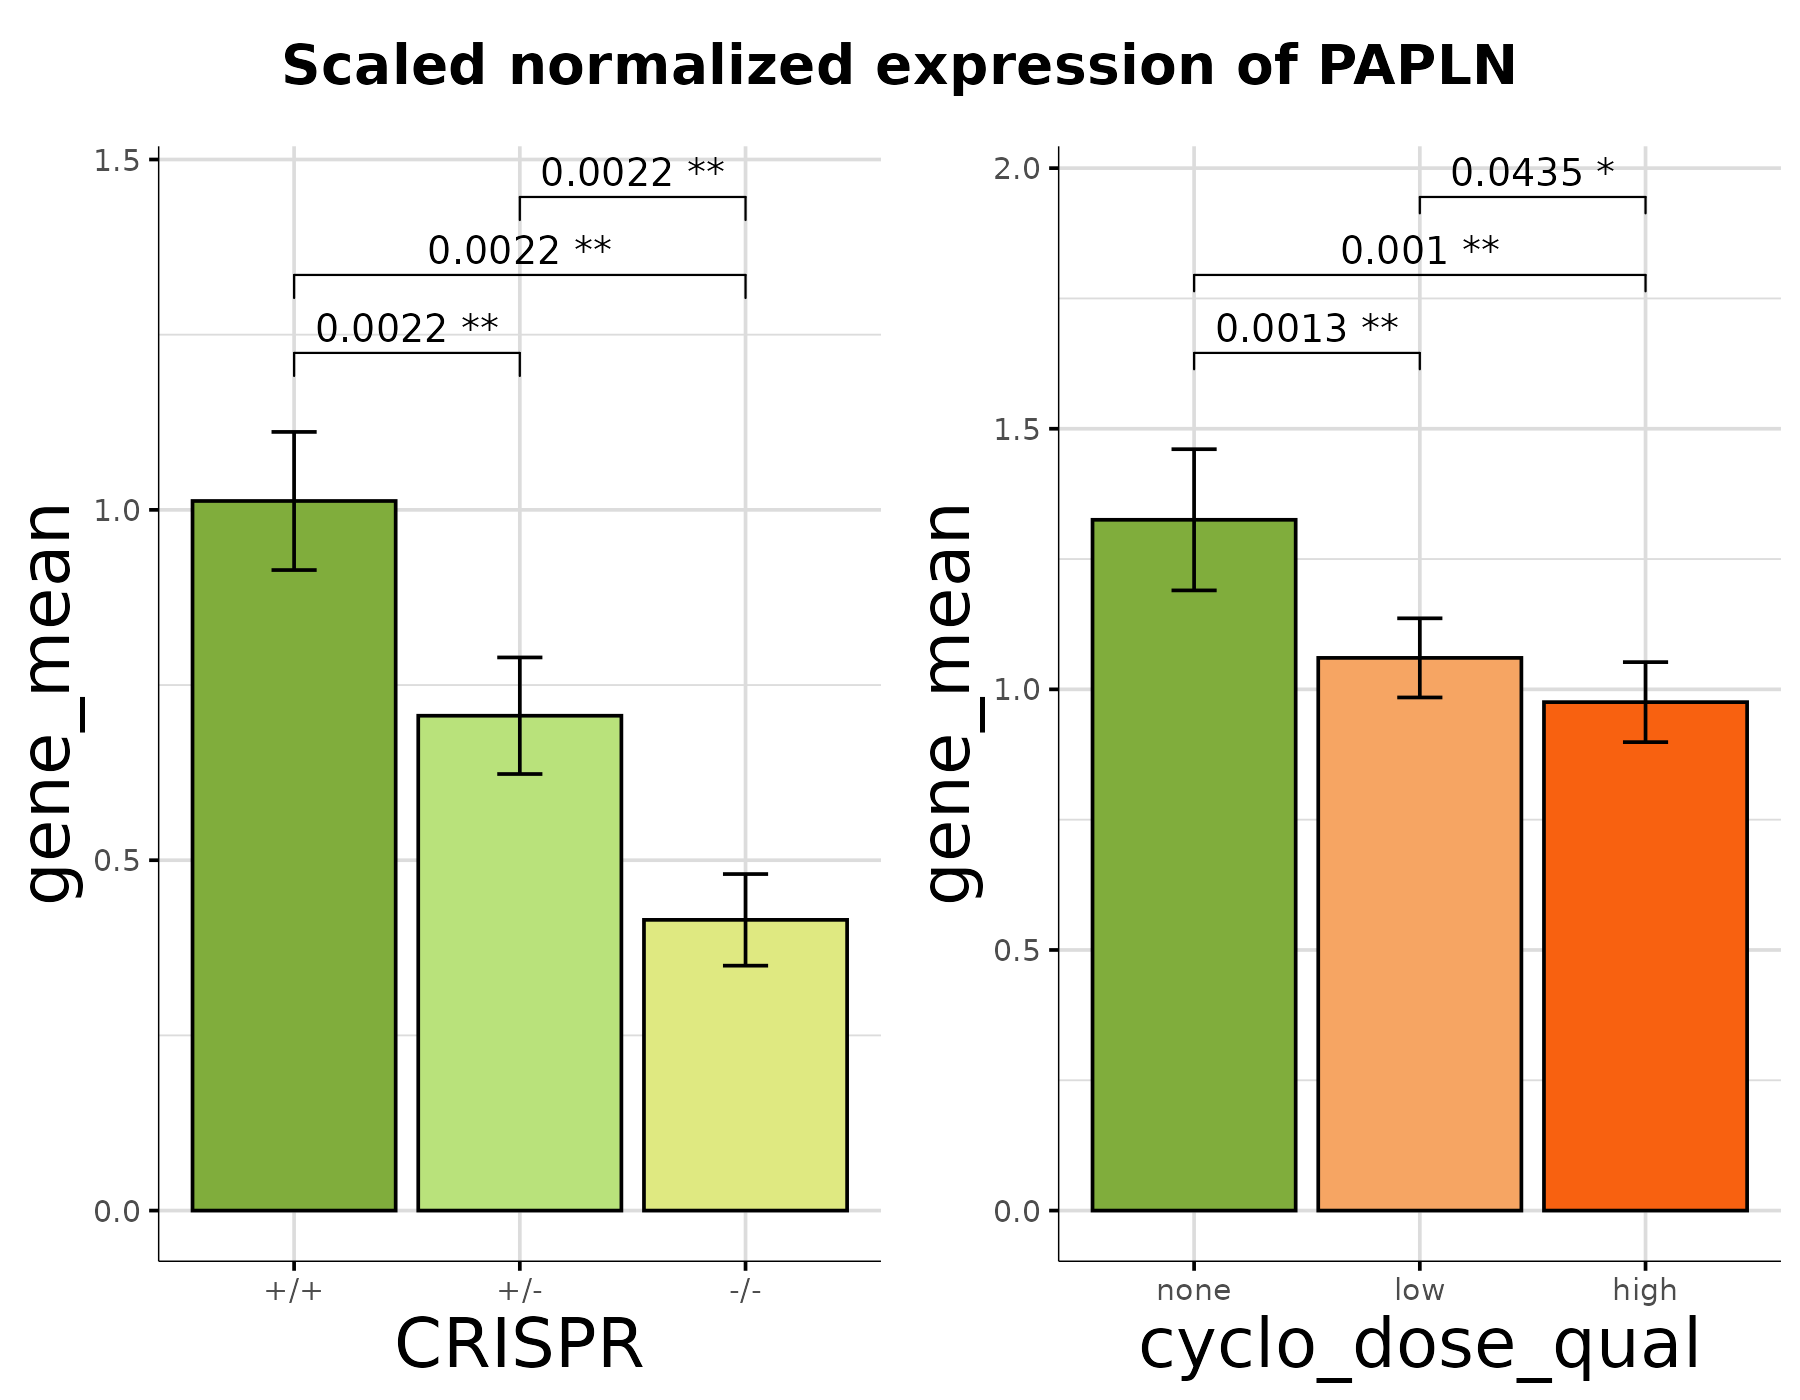 Scaled normalized expression of PAPLN
1.5
1.0
0.5
0.0
gene_mean
0.0022 **
0.0022 **
0.0022 **
+/+ +/- -/-
CRISPR
2.0
1.5
1.0
0.5
0.0
gene_mean
0.0435 *
0.001 **
0.0013 **
none low high
cyclo_dose_qual